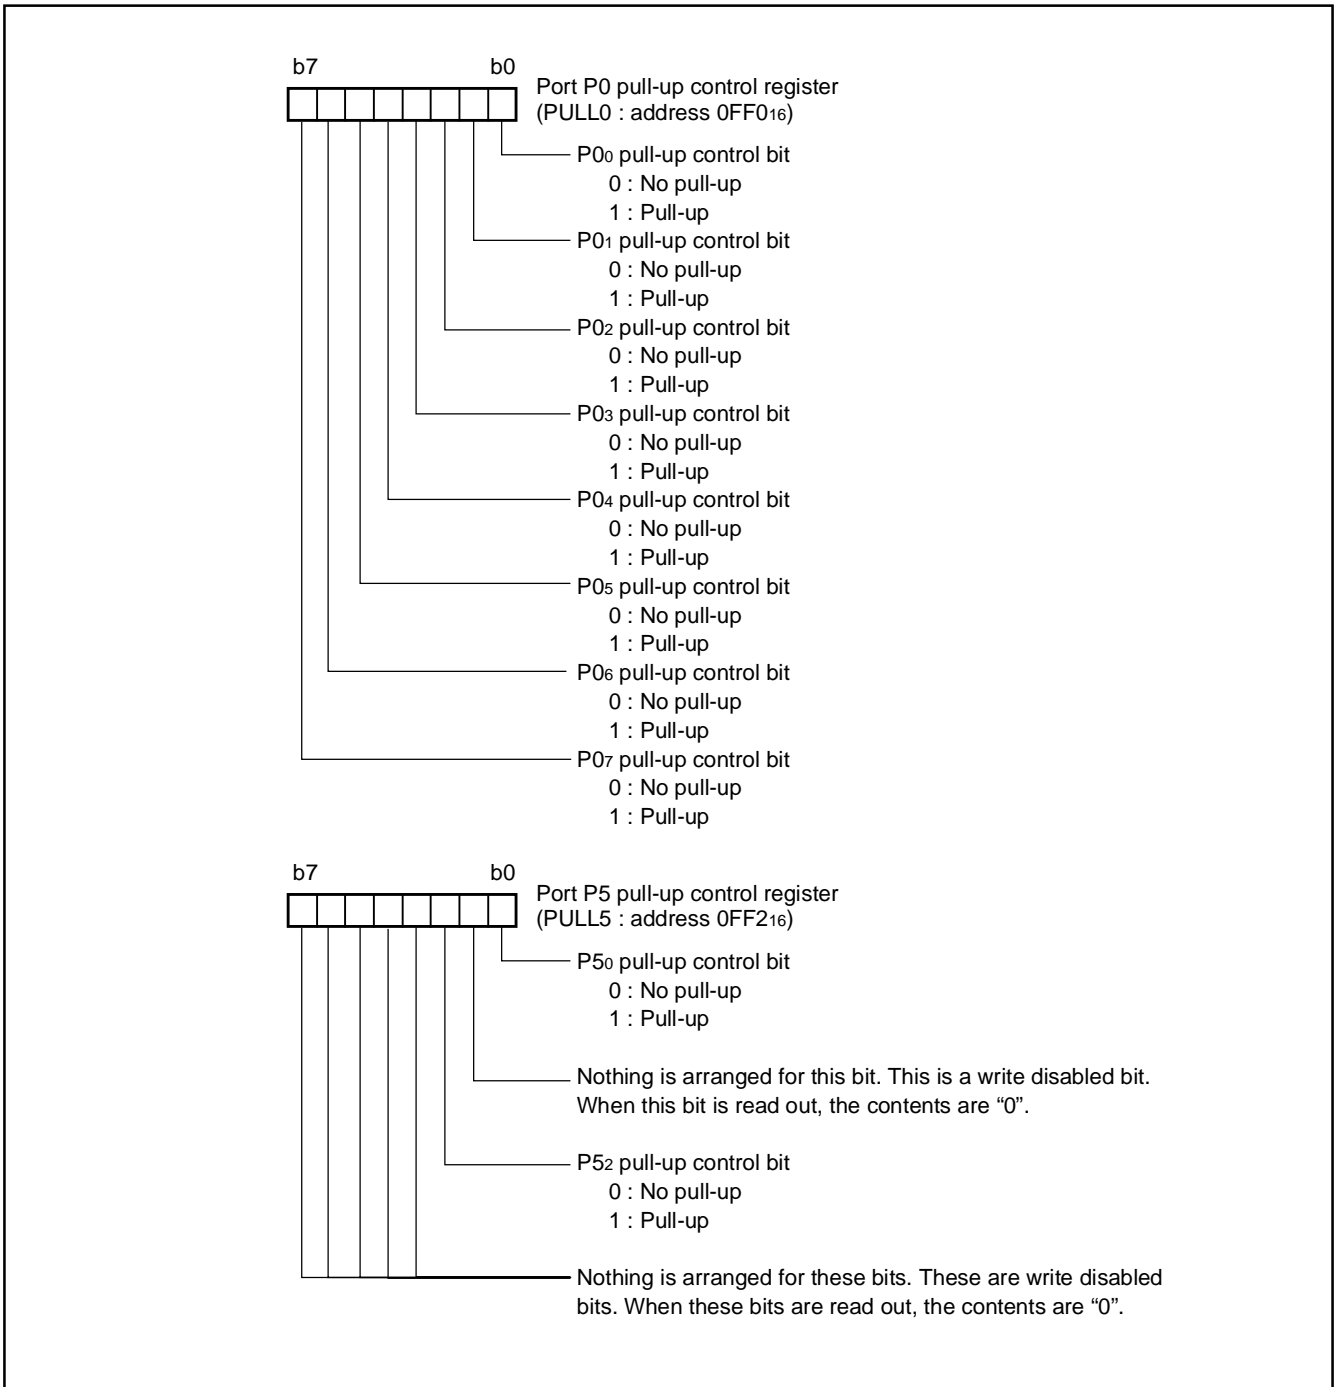 b7 b0
Port P0 pull-up control register
(PULL0 : address 0FF016)
P00 pull-up control bit
0 : No pull-up
1 : Pull-up
P01 pull-up control bit
0 : No pull-up
1 : Pull-up
P02 pull-up control bit
0 : No pull-up
1 : Pull-up
P03 pull-up control bit
0 : No pull-up
1 : Pull-up
P04 pull-up control bit
0 : No pull-up
1 : Pull-up
P05 pull-up control bit
0 : No pull-up
1 : Pull-up
P06 pull-up control bit
0 : No pull-up
1 : Pull-up
P07 pull-up control bit
0 : No pull-up
1 : Pull-up
b7 b0
Port P5 pull-up control register
(PULL5 : address 0FF216)
P50 pull-up control bit
0 : No pull-up
1 : Pull-up
Nothing is arranged for this bit. This is a write disabled bit.
When this bit is read out, the contents are “0”.
P52 pull-up control bit
0 : No pull-up
1 : Pull-up
Nothing is arranged for these bits. These are write disabled
bits. When these bits are read out, the contents are “0”.